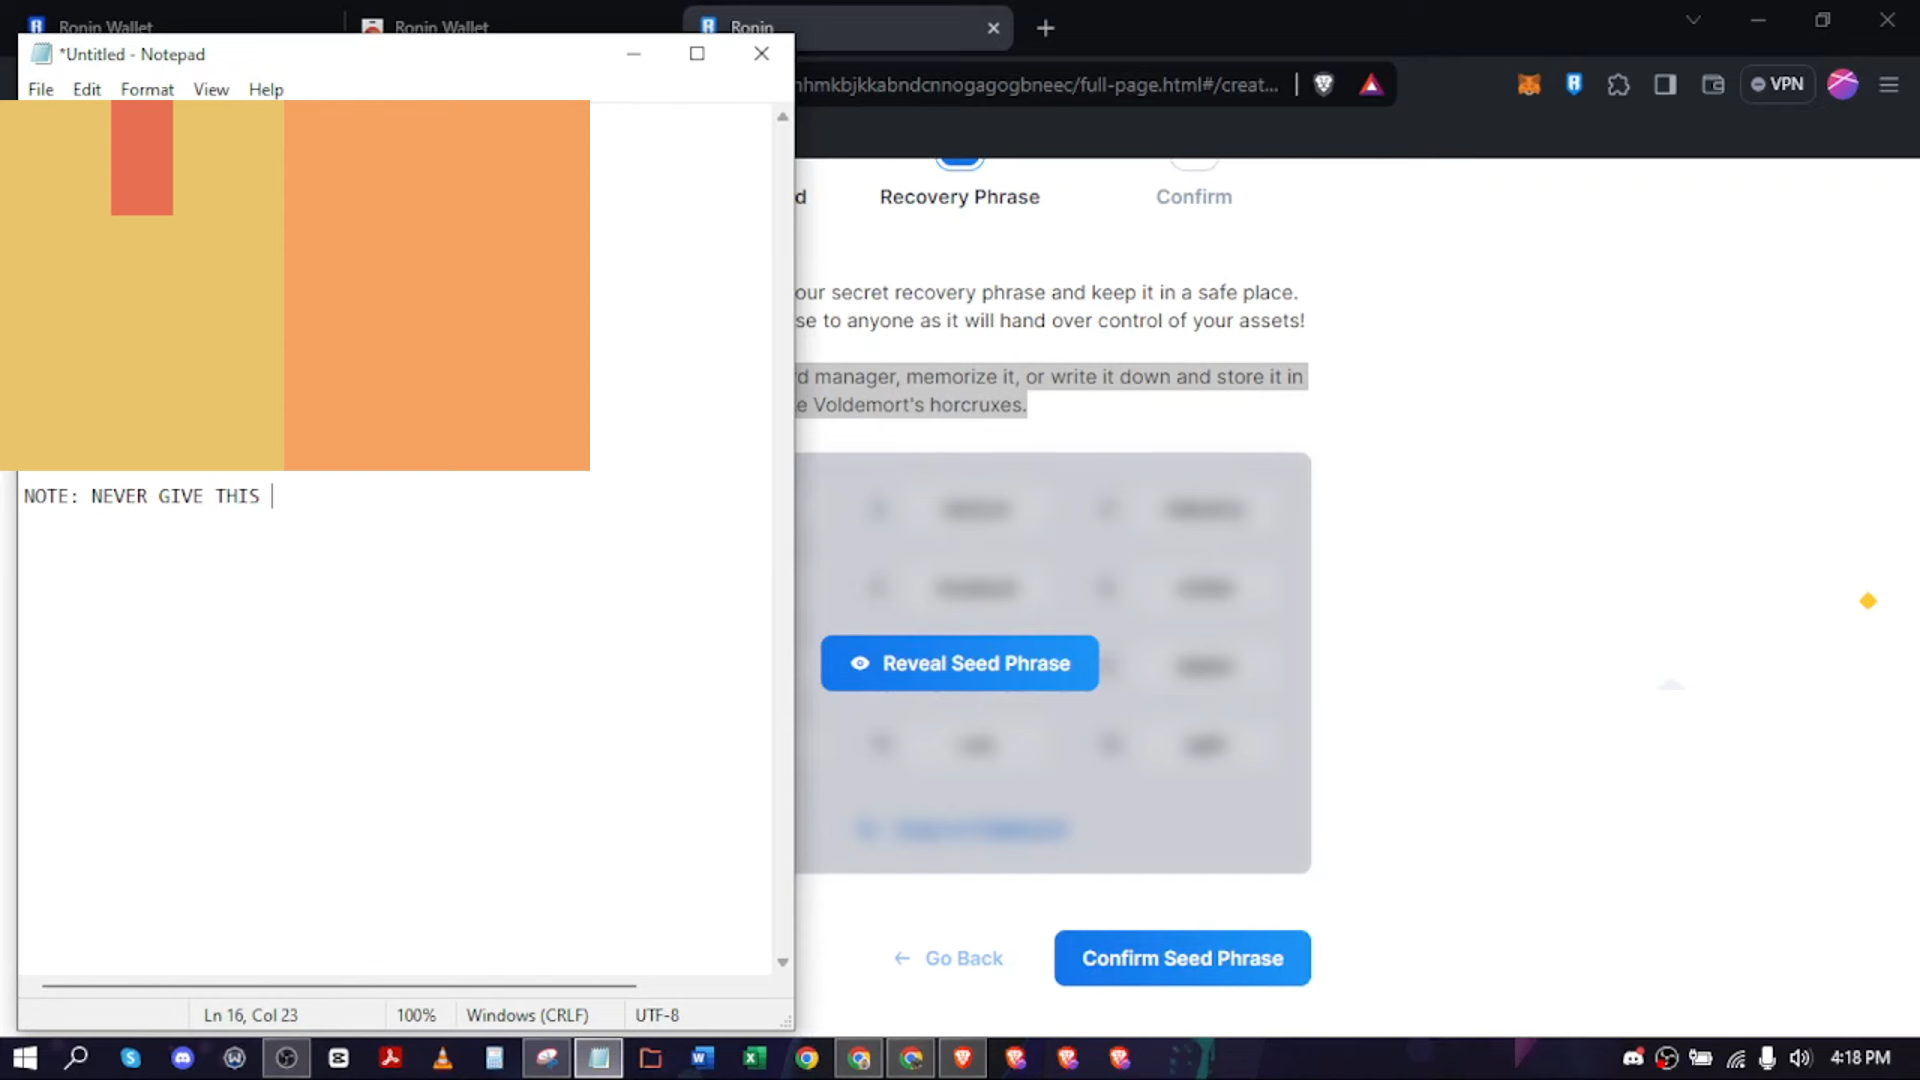 Ronin Wallet
Ronin Wallet
Ronin
*Untitled - Notepad
File Edit Format View Help
hmkbjkkabndcnnogagogbneec/full-page.html#/creat...
VPN
d
Recovery Phrase
Confirm
our secret recovery phrase and keep it in a safe place.
se to anyone as it will hand over control of your assets!
d manager, memorize it, or write it down and store it in
e Voldemort's horcruxes.
NOTE: NEVER GIVE THIS
Reveal Seed Phrase
Go Back
Confirm Seed Phrase
Ln 16, Col 23
100%
Windows (CRLF)
UTF-8
4:18 PM